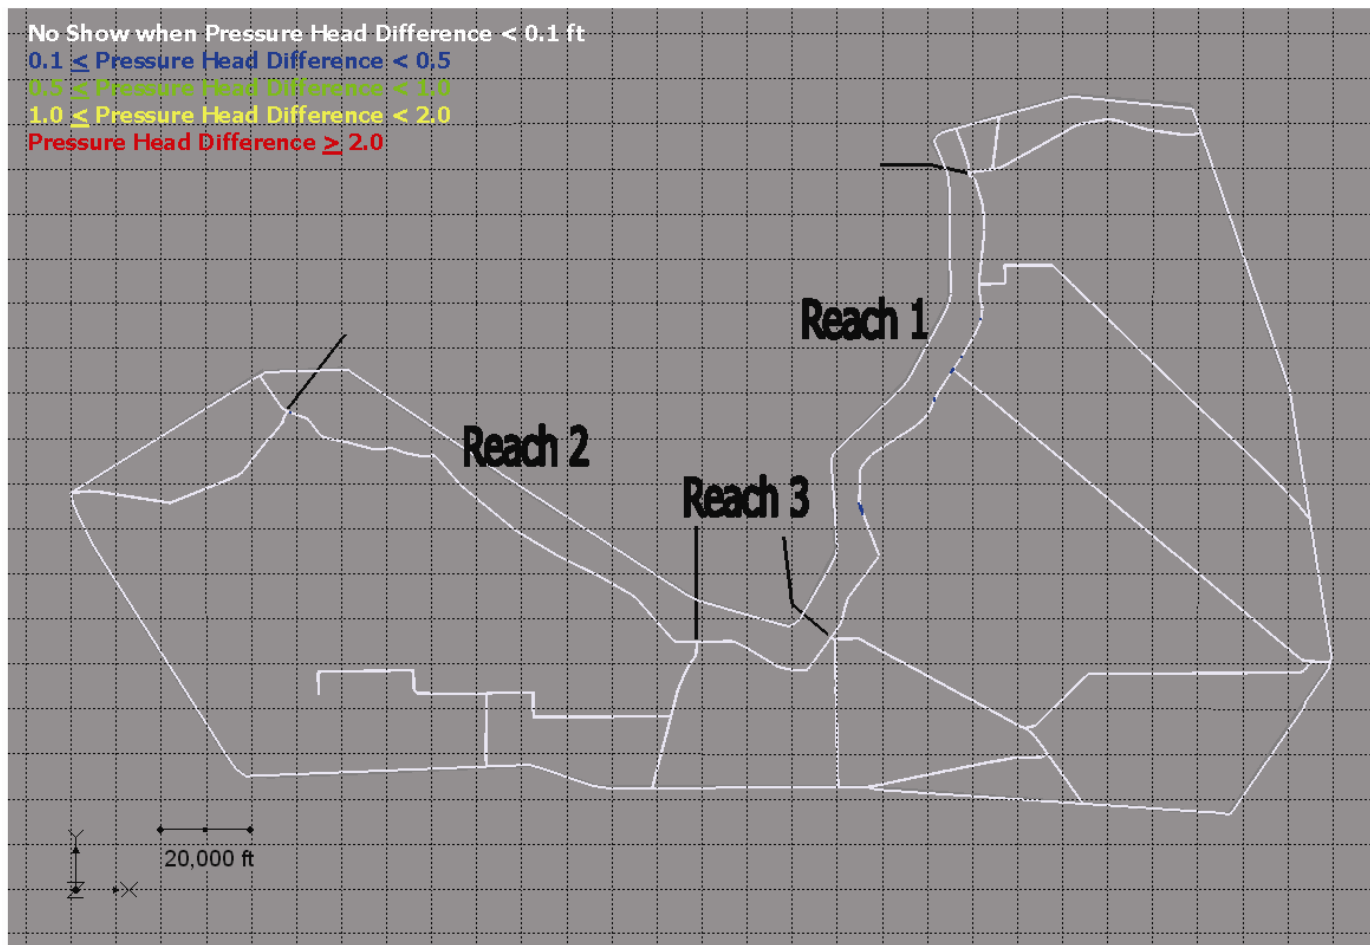 No Show when Pressure Head Difference < 0.1 ft
0.1 ≤ Pressure Head Difference < 0.5
0.5 ≤ Pressure Head Difference < 1.0
1.0 ≤ Pressure Head Difference < 2.0
Pressure Head Difference ≥ 2.0
Reach 1
Reach 2
Reach 3
Y
20,000 ft
Z
X